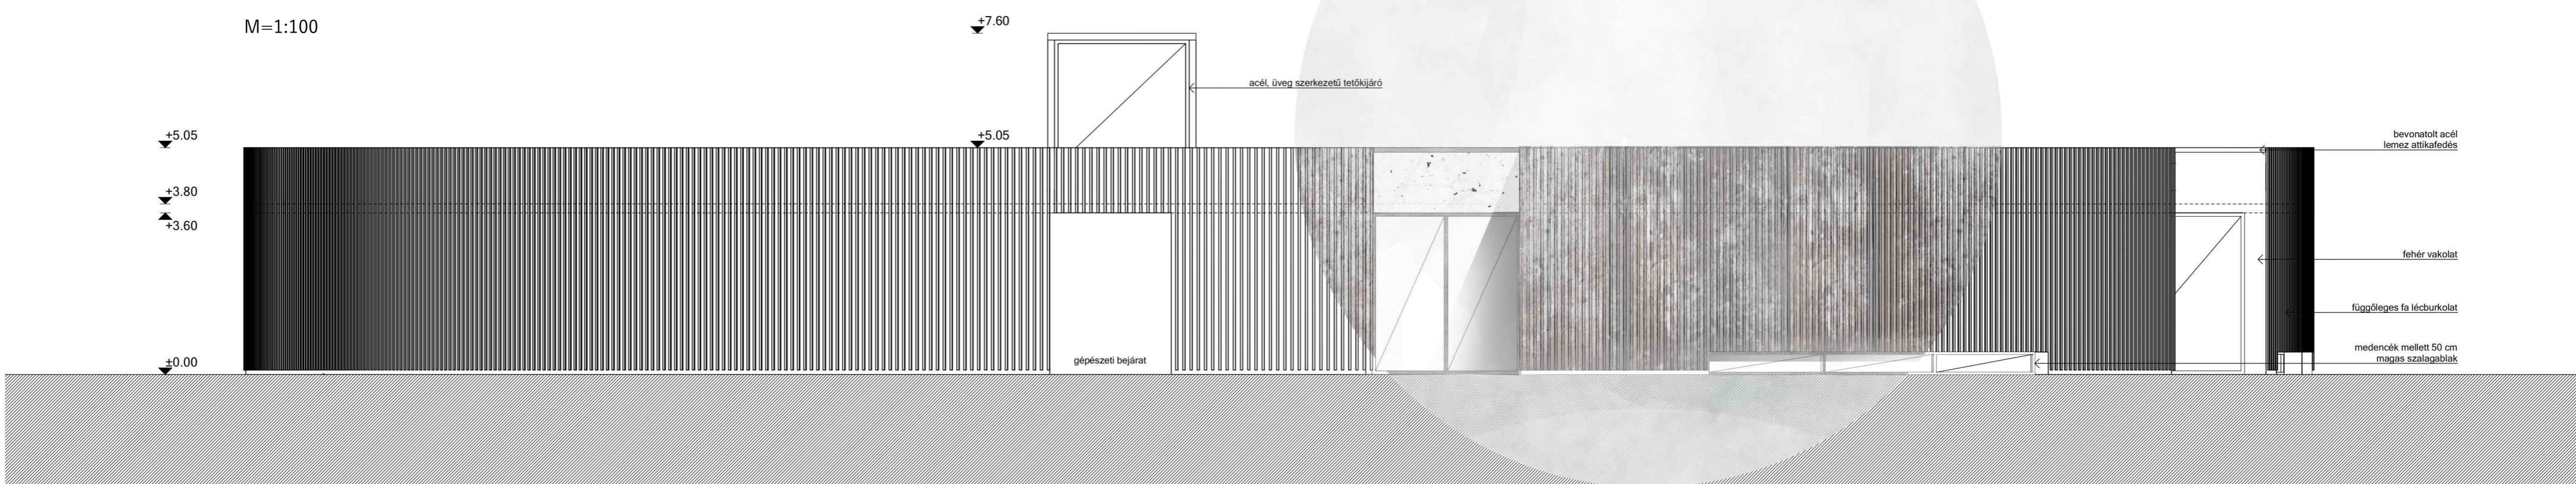 M=1:100
+7.60
acél, üveg szerkezetű tetőkijáró
+5.05
+5.05
bevonatolt acél
lemez attikafedés
+3.80
+3.60
fehér vakolat
függőleges fa lécburkolat
medencék mellett 50 cm
magas szalagablak
gépészeti bejárat
±0.00